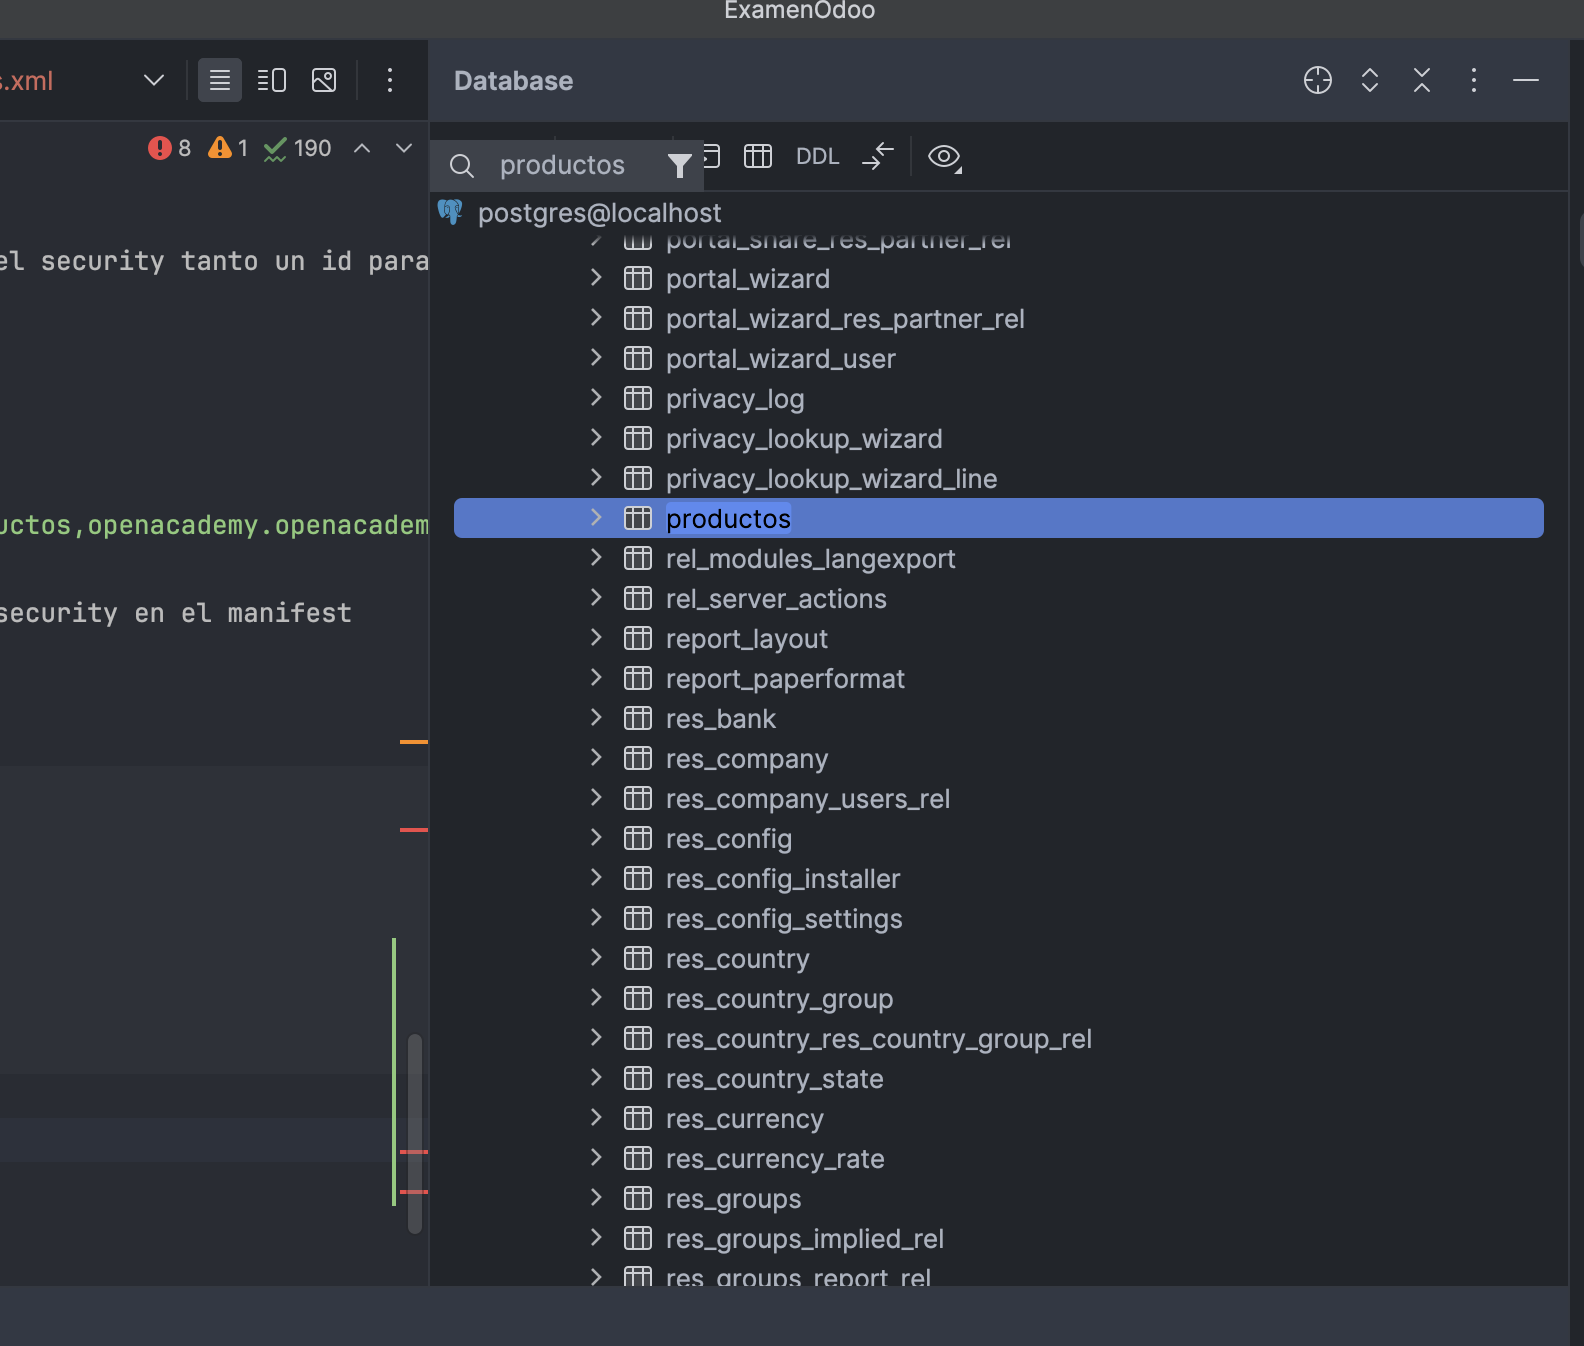 ExamenOdoo
s.xml
Database
8 1 190
productos
DDL
postgres@localhost
el security tanto un id para
portal_share_res_partner_rel
portal_wizard
portal_wizard_res_partner_rel
portal_wizard_user
privacy_log
privacy_lookup_wizard
privacy_lookup_wizard_line
productos
uctos,openacademy.openacadem
rel_modules_langexport
rel_server_actions
security en el manifest
report_layout
report_paperformat
res_bank
res_company
res_company_users_rel
res_config
res_config_installer
res_config_settings
res_country
res_country_group
res_country_res_country_group_rel
res_country_state
res_currency
res_currency_rate
res_groups
res_groups_implied_rel
res_groups_report_rel